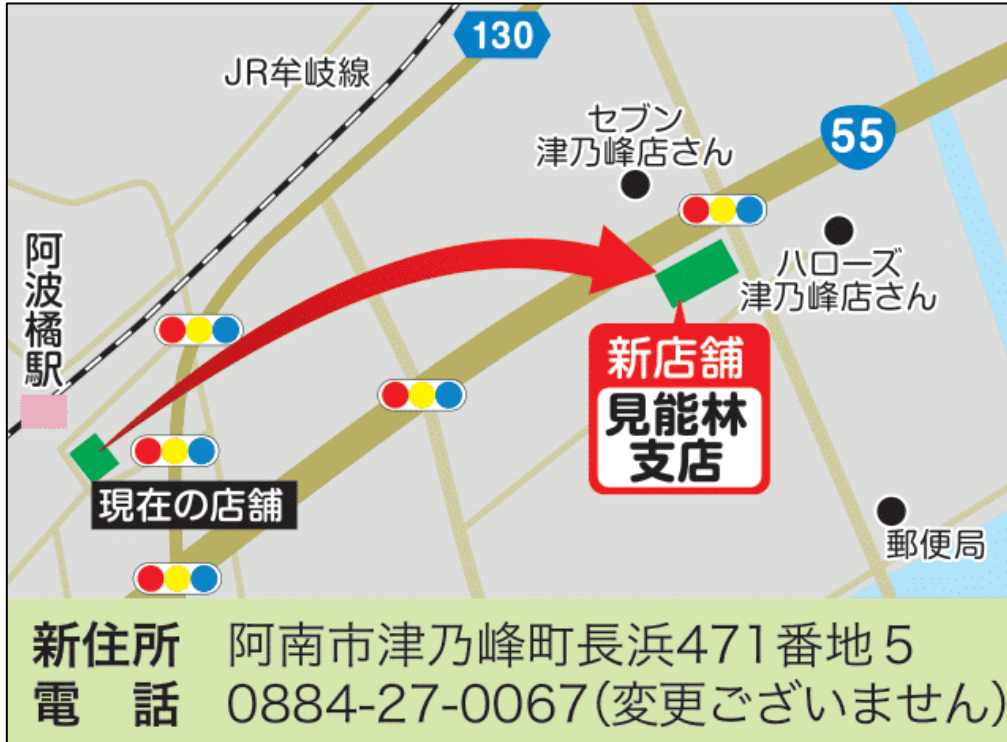 130
JR牟岐線
セブン
津乃峰店さん
55
阿波橘駅
ハローズ
津乃峰店さん
新店舗
見能林
支店
現在の店舗
郵便局
新住所 阿南市津乃峰町長浜471番地5
電話 0884-27-0067(変更ございません)